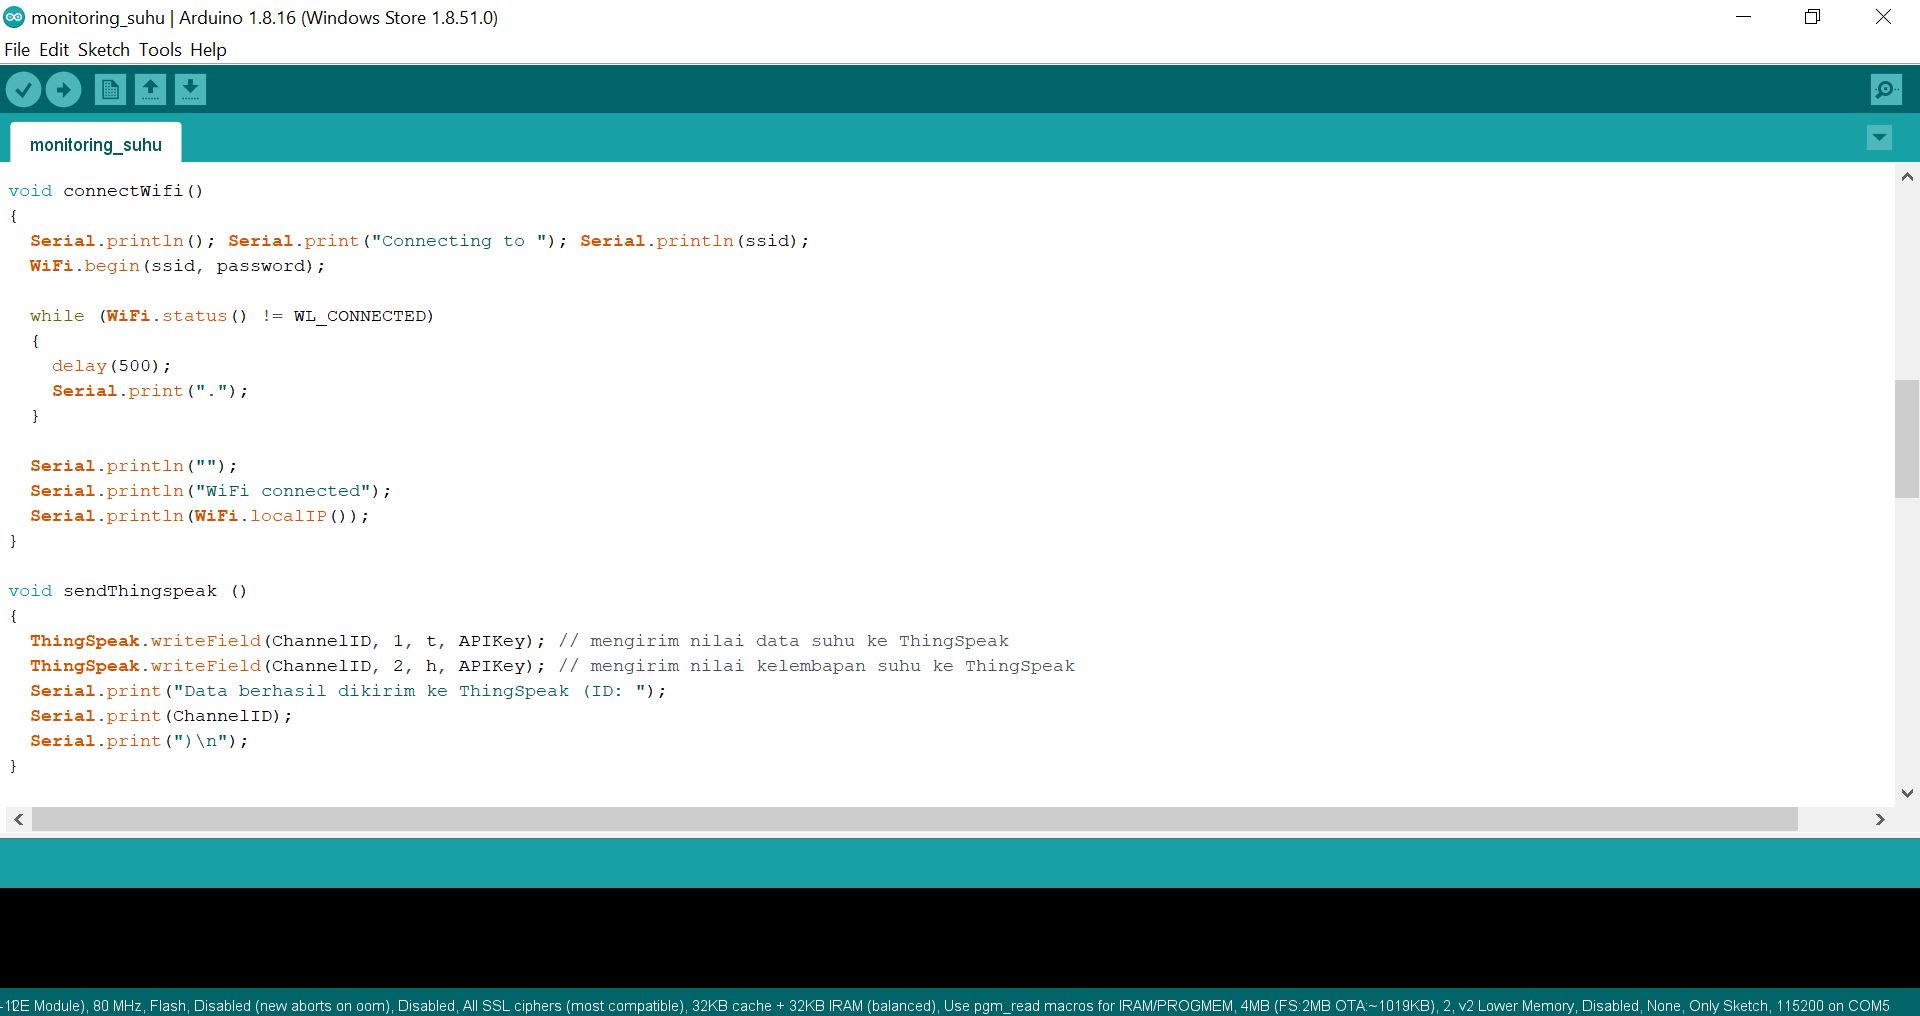 monitoring_suhu | Arduino 1.8.16 (Windows Store 1.8.51.0)
File Edit Sketch Tools Help
monitoring_suhu
void connectWifi()
{
  Serial.println(); Serial.print("Connecting to "); Serial.println(ssid);
  WiFi.begin(ssid, password);
  while (WiFi.status() != WL_CONNECTED)
  {
    delay(500);
    Serial.print(".");
  }
  Serial.println("");
  Serial.println("WiFi connected");
  Serial.println(WiFi.localIP());
}
void sendThingspeak ()
{
  ThingSpeak.writeField(ChannelID, 1, t, APIKey); // mengirim nilai data suhu ke ThingSpeak
  ThingSpeak.writeField(ChannelID, 2, h, APIKey); // mengirim nilai kelembapan suhu ke ThingSpeak
  Serial.print("Data berhasil dikirim ke ThingSpeak (ID: ");
  Serial.print(ChannelID);
  Serial.print(")\n");
}
Module), 80 MHz, Flash, Disabled (new aborts on oom), Disabled, All SSL ciphers (most compatible), 32KB cache + 32KB IRAM (balanced), Use pgm_read macros for IRAM/PROGMEM, 4MB (FS:2MB OTA:~1019KB), 2, v2 Lower Memory, Disabled, None, Only Sketch, 115200 on COM5